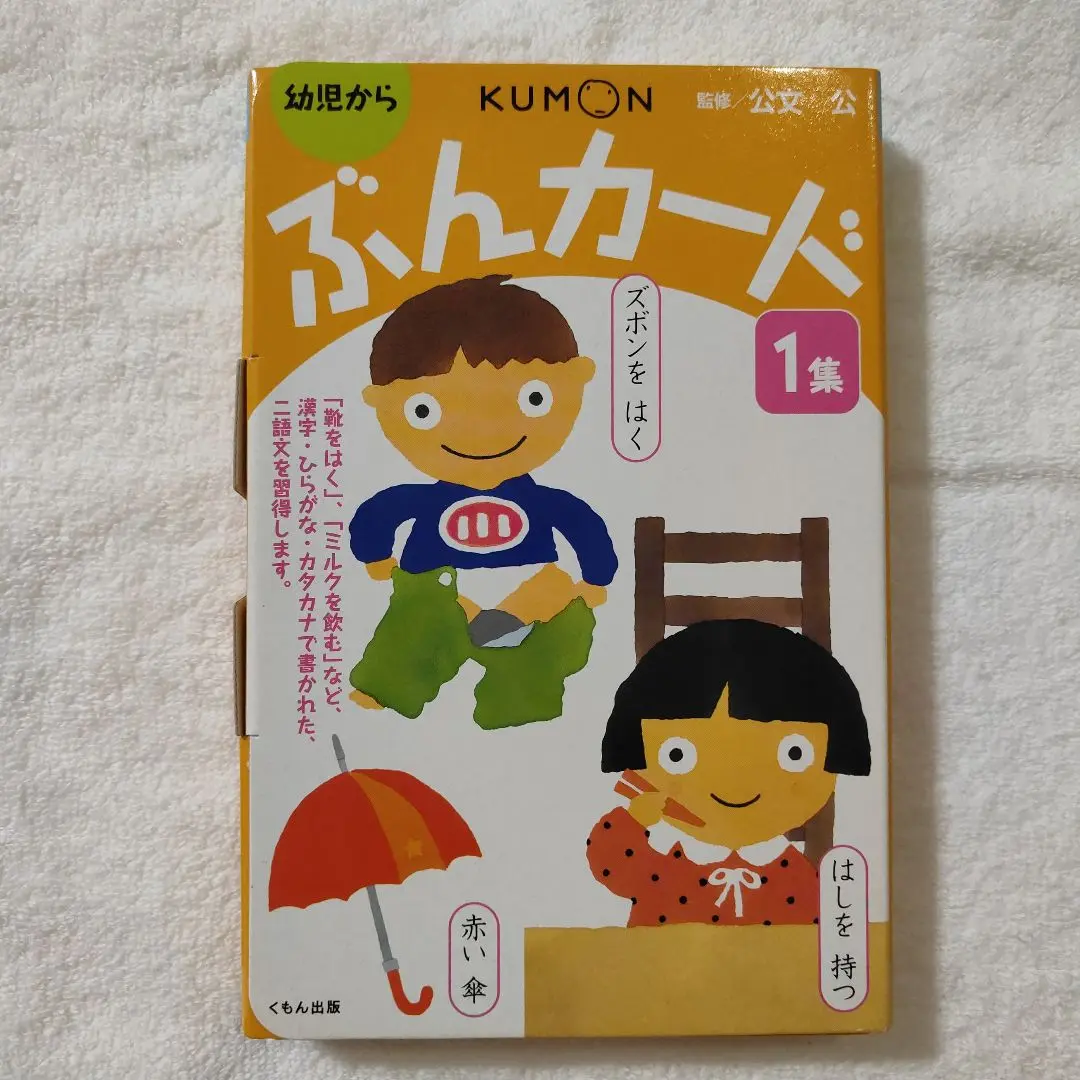 幼児から
KUMON
監修/公文 公
ぶんカード
1集
ズボンを はく
「靴をはく」、「ミルクを飲む」など、
漢字・ひらがな・カタカナで書かれた、
二語文を習得します。
はしを 持つ
赤い 傘
くもん出版